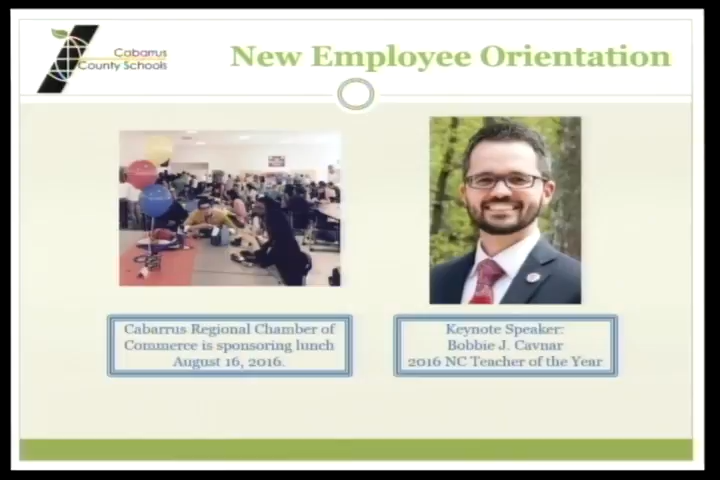 Cabarrus
County Schools
New Employee Orientation
Cabarrus Regional Chamber of
Commerce is sponsoring lunch
August 16, 2016.
Keynote Speaker:
Bobbie J. Cavnar
2016 NC Teacher of the Year